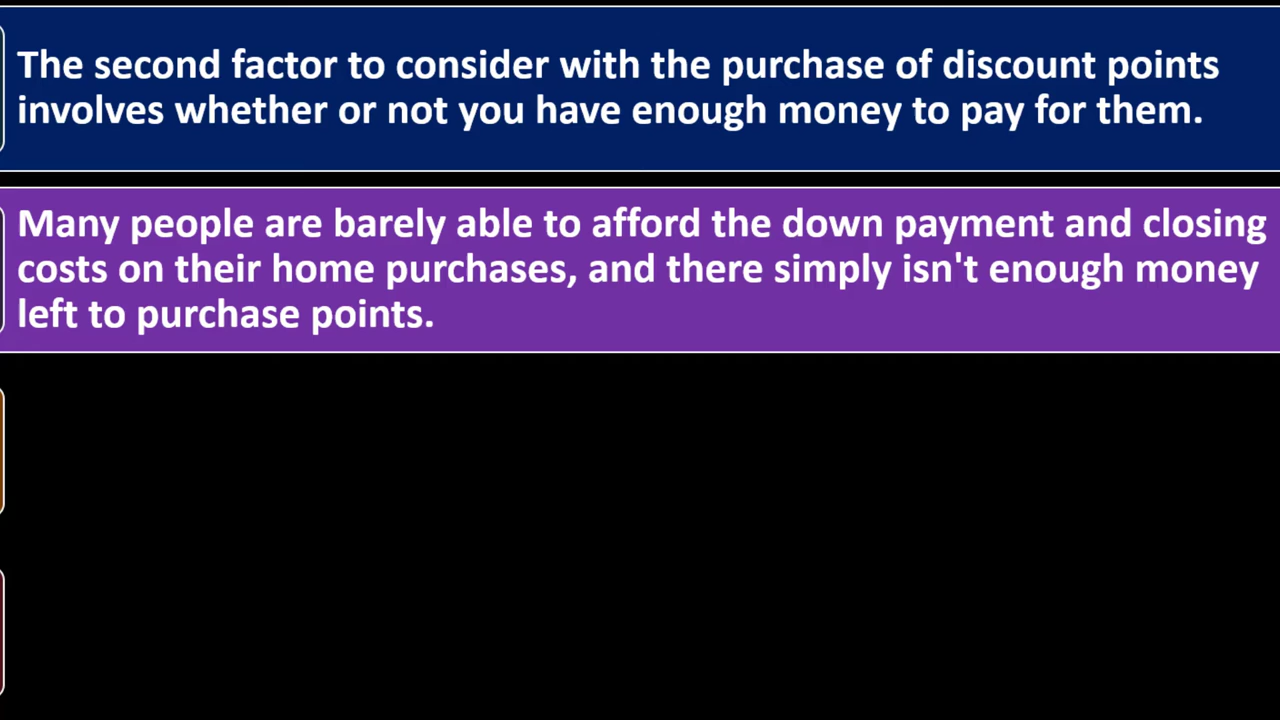 The second factor to consider with the purchase of discount points
involves whether or not you have enough money to pay for them.
Many people are barely able to afford the down payment and closing
costs on their home purchases, and there simply isn't enough money
left to purchase points.